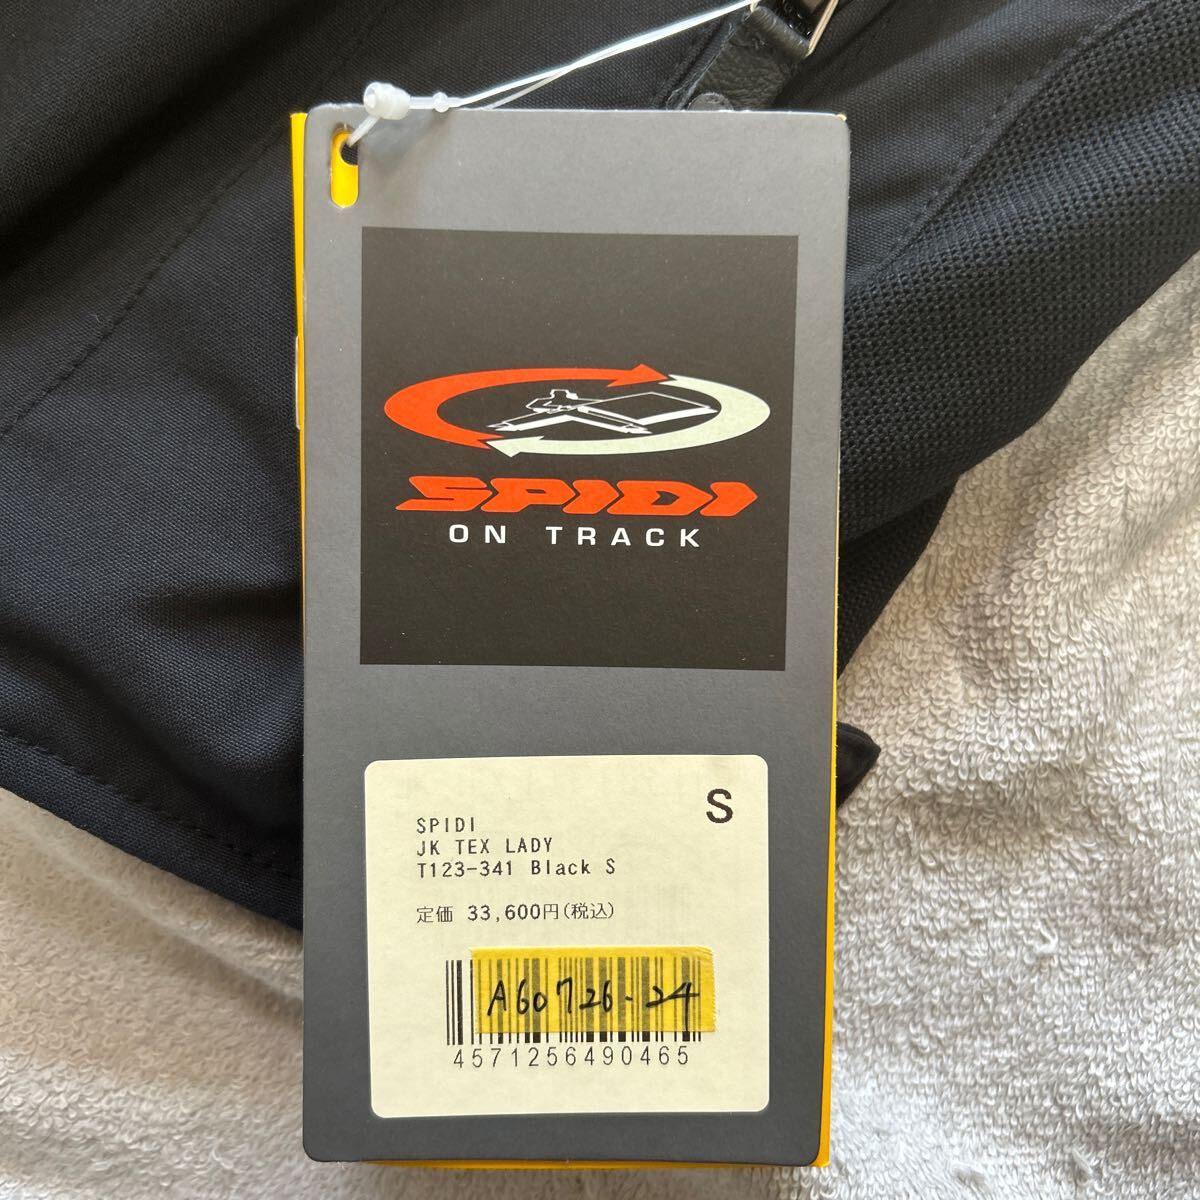 SPIDI
ON TRACK
S
SPIDI
JK TEX LADY
T123-341 Black S
定価 33,600円(税込)
A60726-24
4571256490465